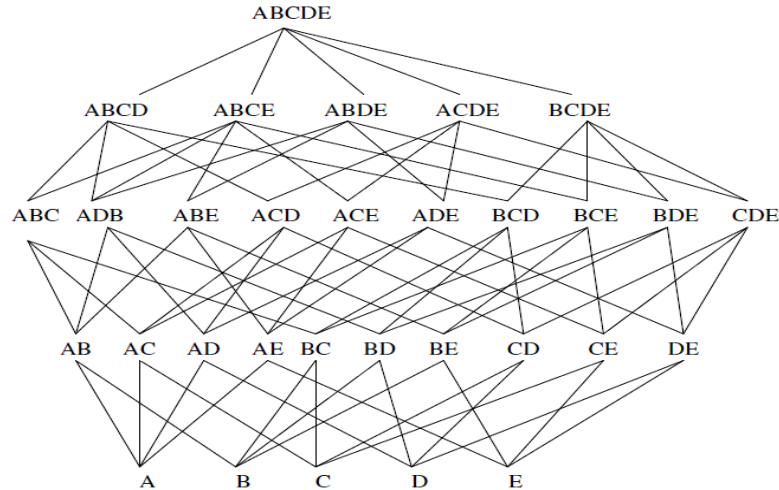 ABCDE
ABCD ABCE ABDE ACDE BCDE
ABC ADB ABE ACD ACE ADE BCD BCE BDE CDE
AB AC AD AE BC BD BE CD CE DE
A B C D E